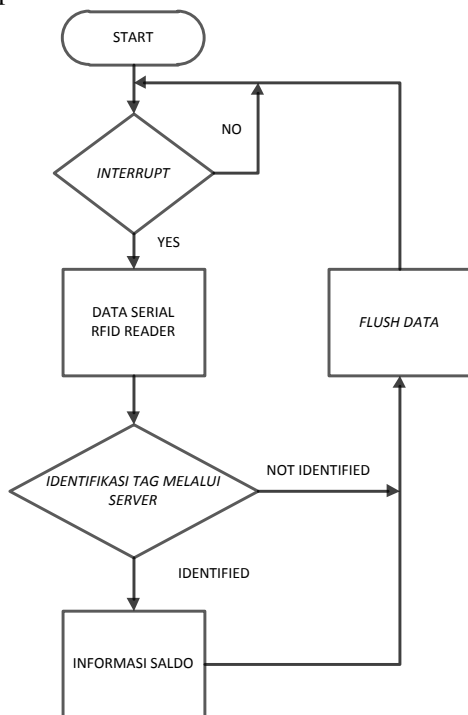 START
NO
INTERRUPT
YES
DATA SERIAL
RFID READER
FLUSH DATA
IDENTIFIKASI TAG MELALUI
SERVER
NOT IDENTIFIED
IDENTIFIED
INFORMASI SALDO